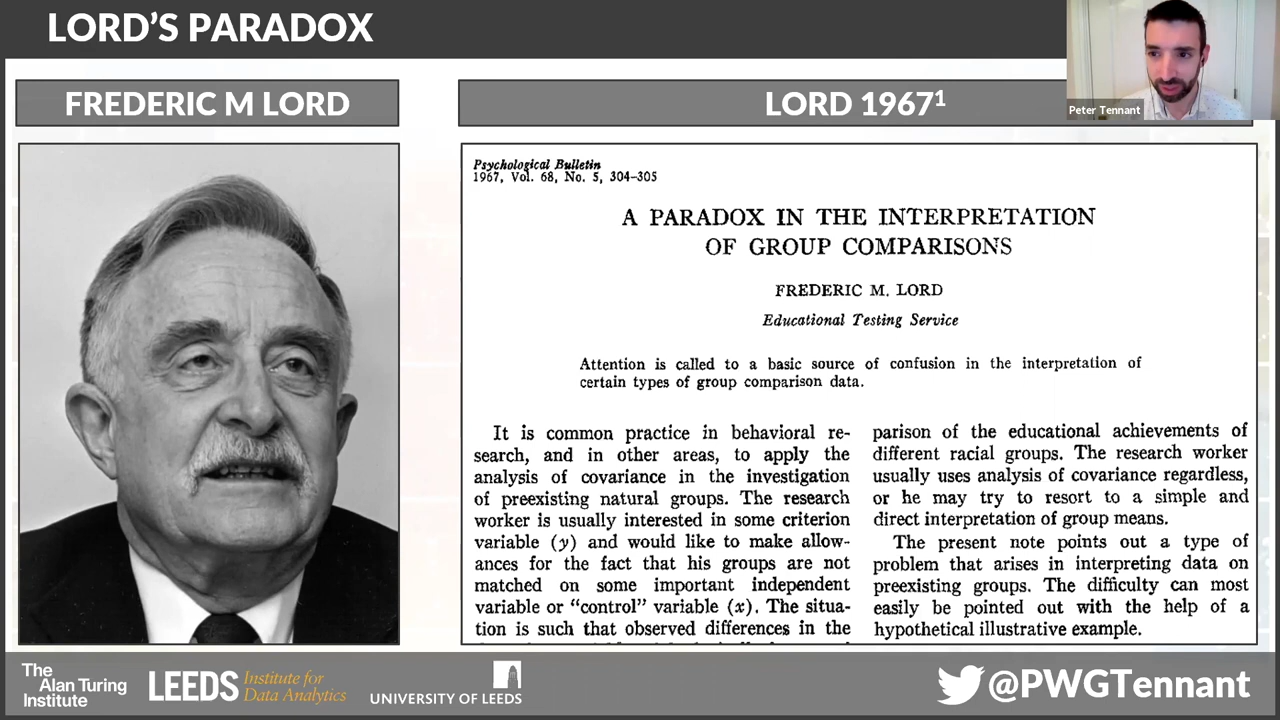 LORD'S PARADOX
Peter Tennant
FREDERIC M LORD
LORD 1967¹
Psychological Bulletin
1967, Vol. 68, No. 5, 304–305
A PARADOX IN THE INTERPRETATION
OF GROUP COMPARISONS
FREDERIC M. LORD
Educational Testing Service
Attention is called to a basic source of confusion in the interpretation of
certain types of group comparison data.
It is common practice in behavioral re-
search, and in other areas, to apply the
analysis of covariance in the investigation
of preexisting natural groups. The research
worker is usually interested in some criterion
variable (y) and would like to make allow-
ances for the fact that his groups are not
matched on some important independent
variable or "control" variable (x). The situa-
tion is such that observed differences in the
parison of the educational achievements of
different racial groups. The research worker
usually uses analysis of covariance regardless,
or he may try to resort to a simple and
direct interpretation of group means.
The present note points out a type of
problem that arises in interpreting data on
preexisting groups. The difficulty can most
easily be pointed out with the help of a
hypothetical illustrative example.
The
Alan Turing
Institute
LEEDS Institute for
Data Analytics
UNIVERSITY OF LEEDS
@PWGTennant